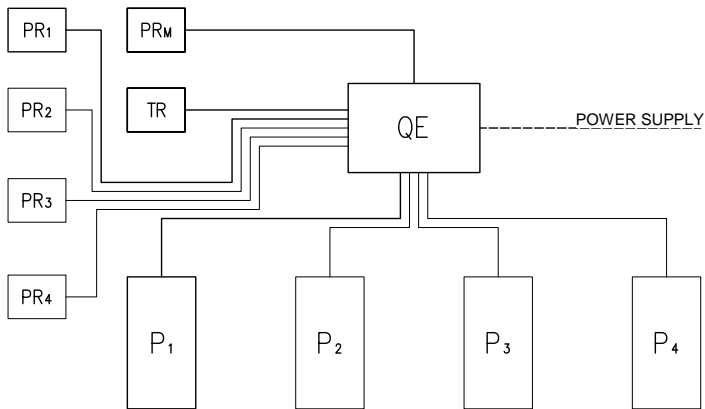 PR1
PRM
PR2
TR
QE
POWER SUPPLY
PR3
PR4
P1
P2
P3
P4